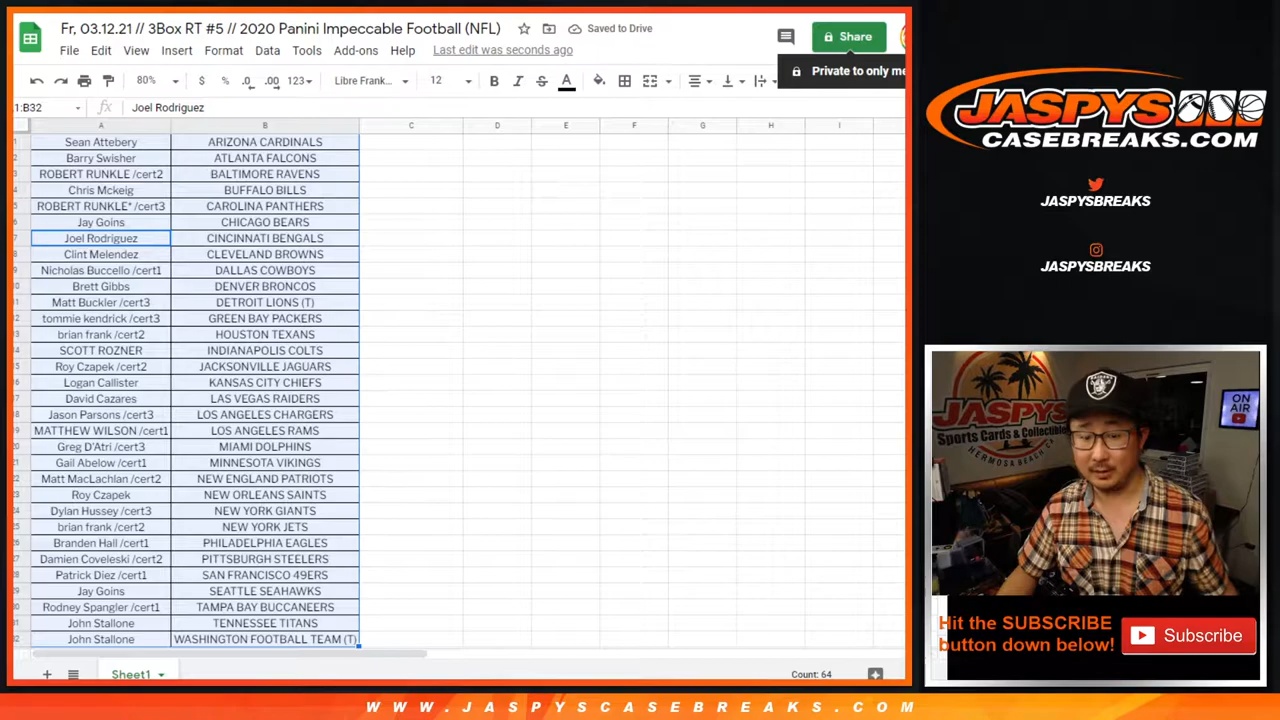 Fr, 03.12.21 // 3Box RT #5 // 2020 Panini Impeccable Football (NFL)
Saved to Drive
File Edit View Insert Format Data Tools Add-ons Help Last edit was seconds ago
Share
Private to only me
80% % .0 .00 123 Libre Frank... 12 B I S A
1:B32 fx Joel Rodriguez
A B C D E F G H I
Sean Attebery ARIZONA CARDINALS
Barry Swisher ATLANTA FALCONS
ROBERT RUNKLE /cert2 BALTIMORE RAVENS
Chris Mckeig BUFFALO BILLS
ROBERT RUNKLE* /cert3 CAROLINA PANTHERS
Jay Goins CHICAGO BEARS
Joel Rodriguez CINCINNATI BENGALS
Clint Melendez CLEVELAND BROWNS
Nicholas Buccello /cert1 DALLAS COWBOYS
Brett Gibbs DENVER BRONCOS
Matt Buckler /cert3 DETROIT LIONS (T)
tommie kendrick /cert3 GREEN BAY PACKERS
brian frank /cert2 HOUSTON TEXANS
SCOTT ROZNER INDIANAPOLIS COLTS
Roy Czapek /cert2 JACKSONVILLE JAGUARS
Logan Callister KANSAS CITY CHIEFS
David Cazares LAS VEGAS RAIDERS
Jason Parsons /cert3 LOS ANGELES CHARGERS
MATTHEW WILSON /cert1 LOS ANGELES RAMS
Greg D'Atri /cert3 MIAMI DOLPHINS
Gail Abelow /cert1 MINNESOTA VIKINGS
Matt MacLachlan /cert2 NEW ENGLAND PATRIOTS
Roy Czapek NEW ORLEANS SAINTS
Dylan Hussey /cert3 NEW YORK GIANTS
brian frank /cert2 NEW YORK JETS
Branden Hall /cert1 PHILADELPHIA EAGLES
Damien Coveleski /cert2 PITTSBURGH STEELERS
Patrick Diez /cert1 SAN FRANCISCO 49ERS
Jay Goins SEATTLE SEAHAWKS
Rodney Spangler /cert1 TAMPA BAY BUCCANEERS
John Stallone TENNESSEE TITANS
John Stallone WASHINGTON FOOTBALL TEAM (T)
Sheet1
Count: 64
JASPYS
CASEBREAKS.COM
JASPYSBREAKS
JASPYSBREAKS
JASPYS
Sports Cards & Collectibles
HERMOSA BEACH CA
ON AIR
Hit the SUBSCRIBE
button down below!
Subscribe
WWW.JASPYSCASEBREAKS.COM